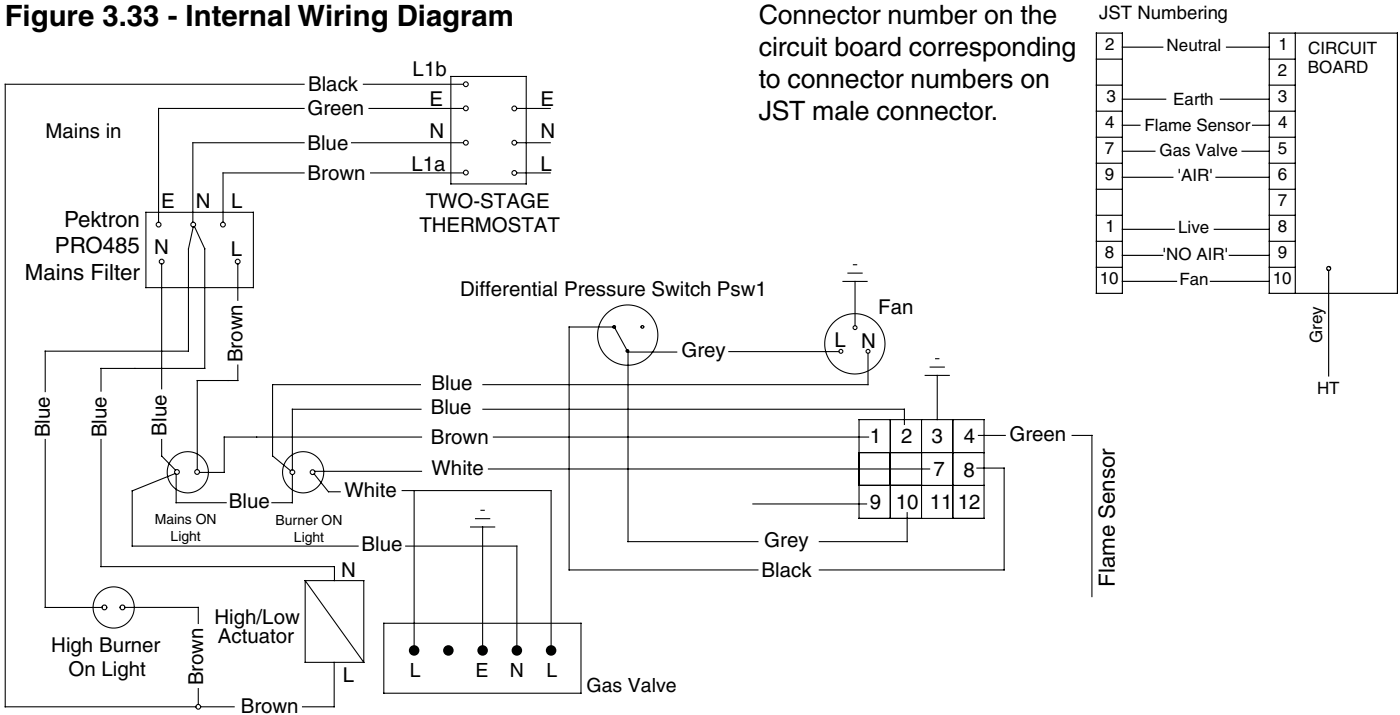 Figure 3.33 - Internal Wiring Diagram
Connector number on the
circuit board corresponding
to connector numbers on
JST male connector.
JST Numbering
2 Neutral 1 CIRCUIT
2 BOARD
3 Earth 3
4 Flame Sensor 4
7 Gas Valve 5
9 'AIR' 6
7
1 Live 8
8 'NO AIR' 9
10 Fan 10
Grey
HT
Mains in
Black L1b
Green E E
Blue N N
Brown L1a L
TWO-STAGE
THERMOSTAT
E N L
Pektron
PRO485
Mains Filter
N L
Differential Pressure Switch Psw1
Fan
L N
Grey
Brown
Blue
Blue
Blue
Blue
Blue
Brown
White
1 2 3 4 Green
7 8
9 10 11 12
Flame Sensor
Blue
White
Mains ON
Light
Burner ON
Light
Blue
Grey
Black
N
High/Low
Actuator
L
High Burner
On Light
Brown
Brown
L E N L
Gas Valve